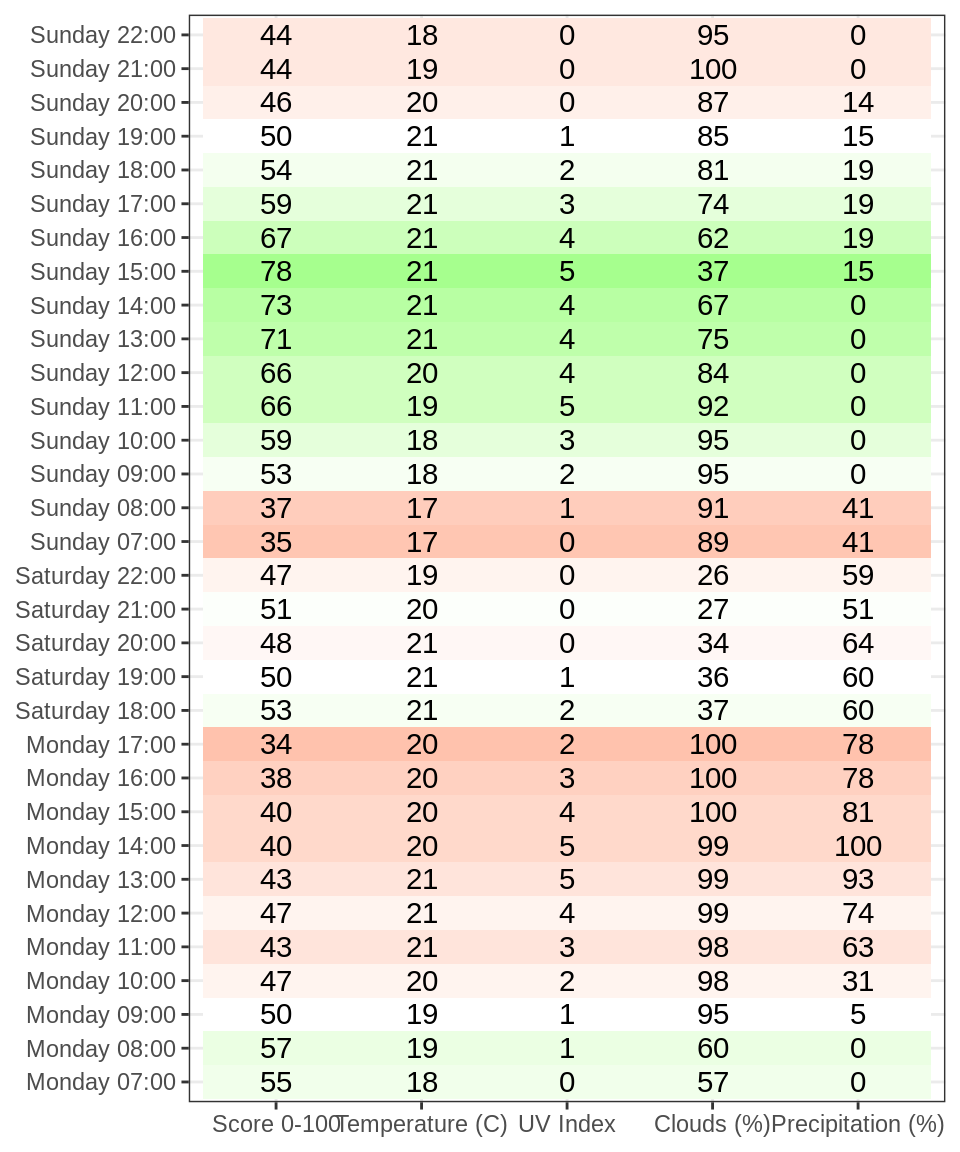 Sunday 22:00 44 18 0 95 0
Sunday 21:00 44 19 0 100 0
Sunday 20:00 46 20 0 87 14
Sunday 19:00 50 21 1 85 15
Sunday 18:00 54 21 2 81 19
Sunday 17:00 59 21 3 74 19
Sunday 16:00 67 21 4 62 19
Sunday 15:00 78 21 5 37 15
Sunday 14:00 73 21 4 67 0
Sunday 13:00 71 21 4 75 0
Sunday 12:00 66 20 4 84 0
Sunday 11:00 66 19 5 92 0
Sunday 10:00 59 18 3 95 0
Sunday 09:00 53 18 2 95 0
Sunday 08:00 37 17 1 91 41
Sunday 07:00 35 17 0 89 41
Saturday 22:00 47 19 0 26 59
Saturday 21:00 51 20 0 27 51
Saturday 20:00 48 21 0 34 64
Saturday 19:00 50 21 1 36 60
Saturday 18:00 53 21 2 37 60
Monday 17:00 34 20 2 100 78
Monday 16:00 38 20 3 100 78
Monday 15:00 40 20 4 100 81
Monday 14:00 40 20 5 99 100
Monday 13:00 43 21 5 99 93
Monday 12:00 47 21 4 99 74
Monday 11:00 43 21 3 98 63
Monday 10:00 47 20 2 98 31
Monday 09:00 50 19 1 95 5
Monday 08:00 57 19 1 60 0
Monday 07:00 55 18 0 57 0
Score 0-100 Temperature (C) UV Index Clouds (%) Precipitation (%)